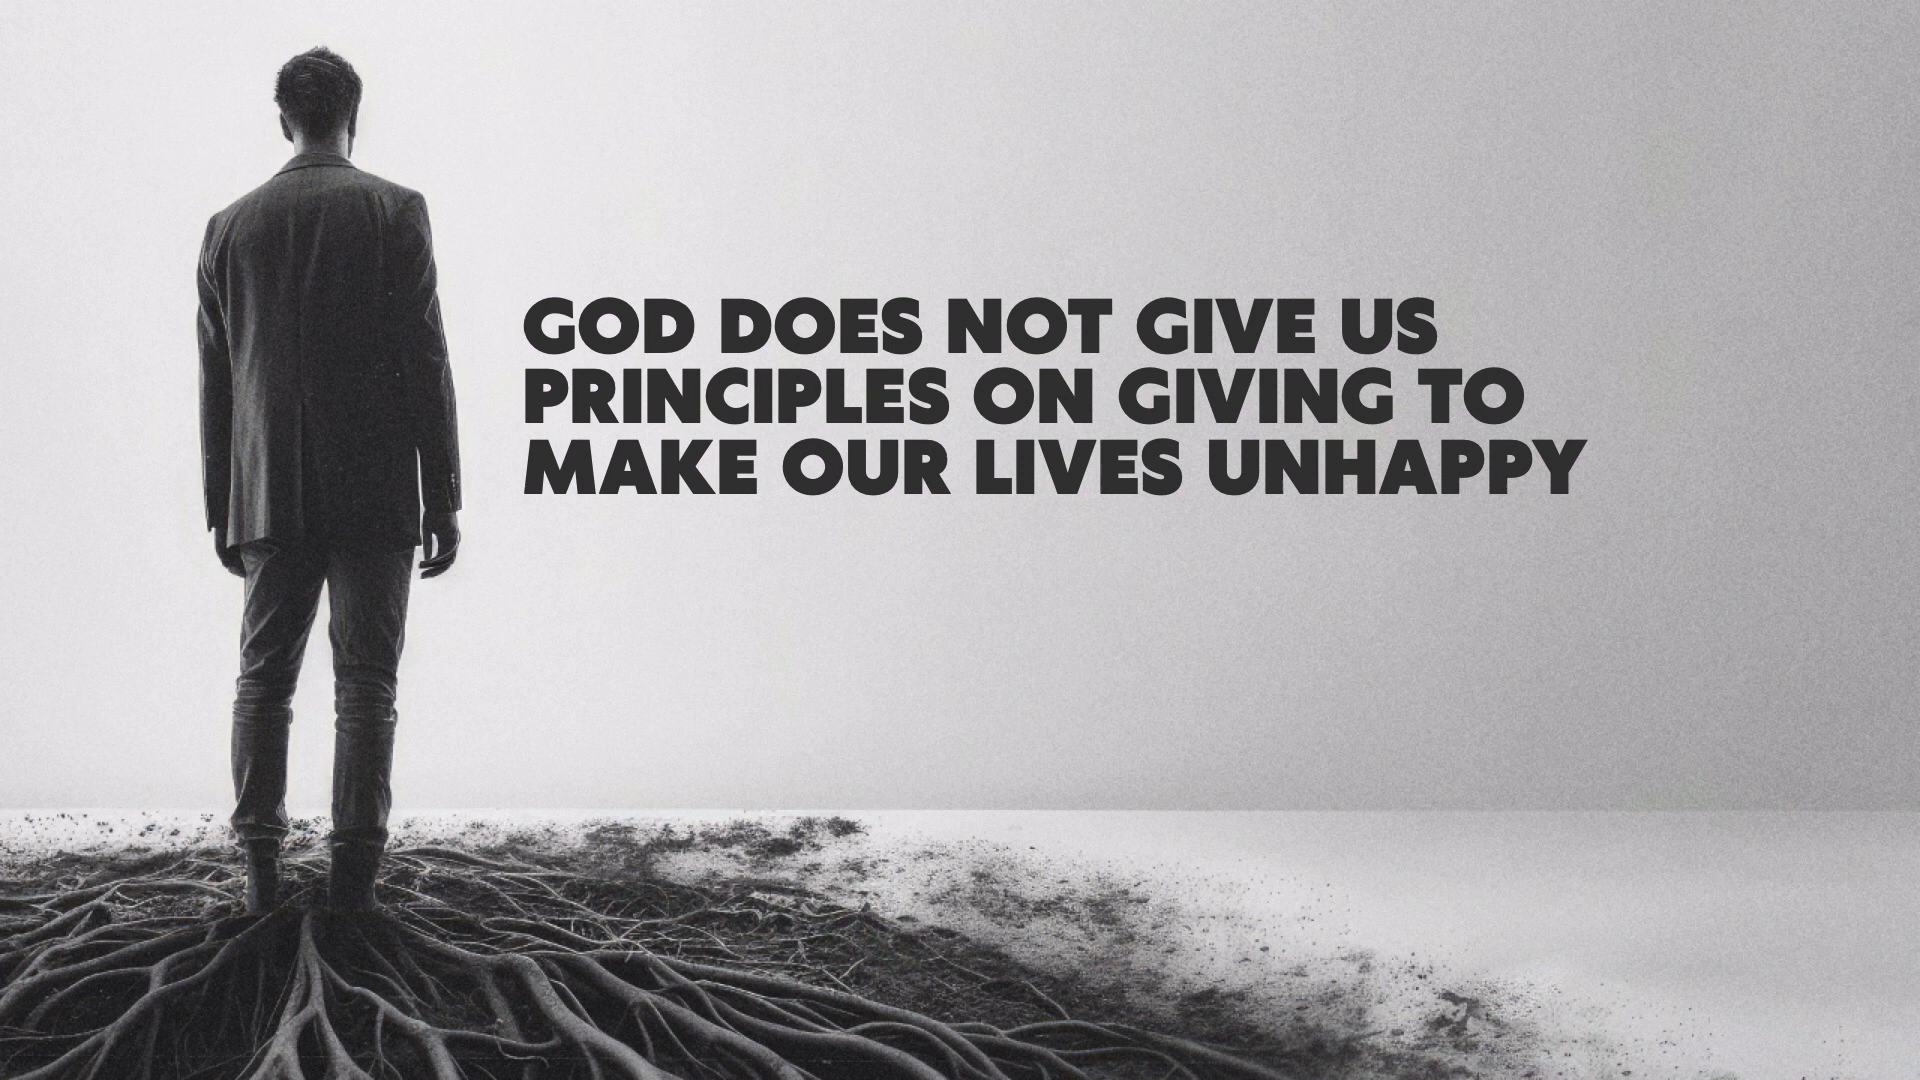 GOD DOES NOT GIVE US
PRINCIPLES ON GIVING TO
MAKE OUR LIVES UNHAPPY